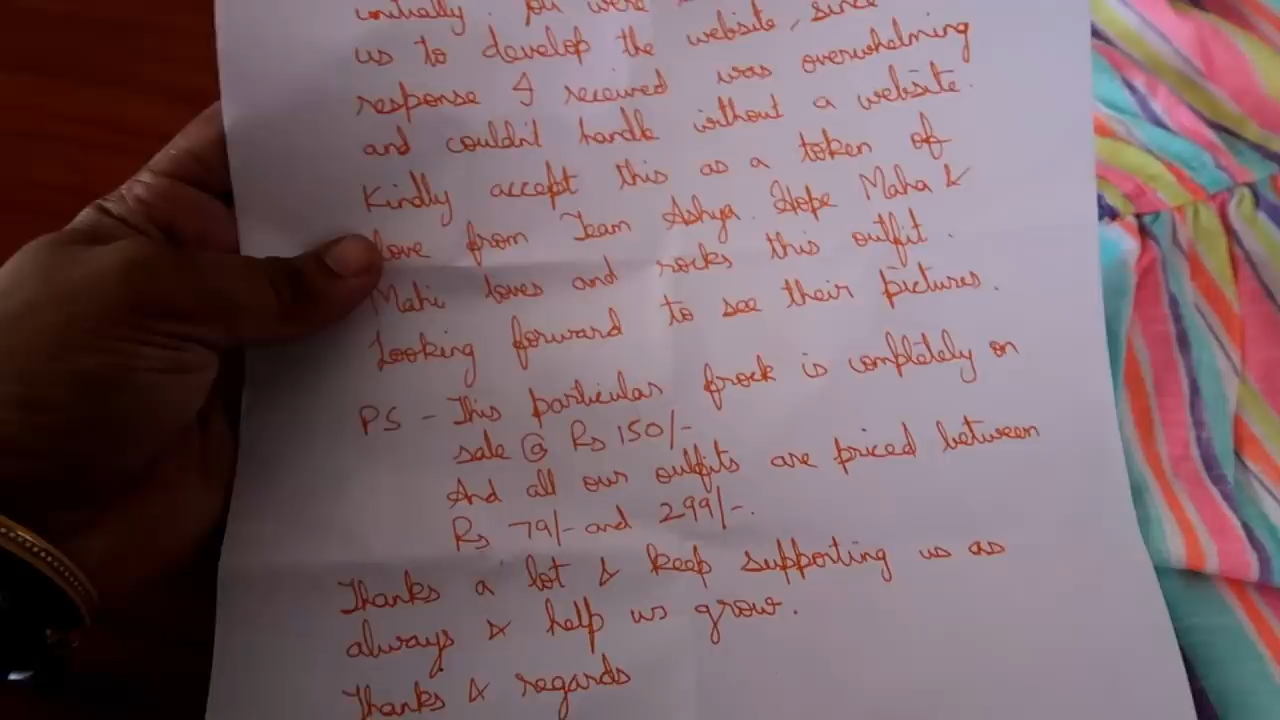 initially. You were
us to develop the website, since
response I received was overwhelming
and couldn't handle without a website.
Kindly accept this as a token of
love from Team Ashya. Hope Maha &
Mahi loves and rocks this outfit.
Looking forward to see their pictures.
PS - This particular frock is completely on
sale @ Rs 150/-
And all our outfits are priced between
Rs 79/- and 299/-.
Thanks a lot & keep supporting us as
always & help us grow.
Thanks & regards